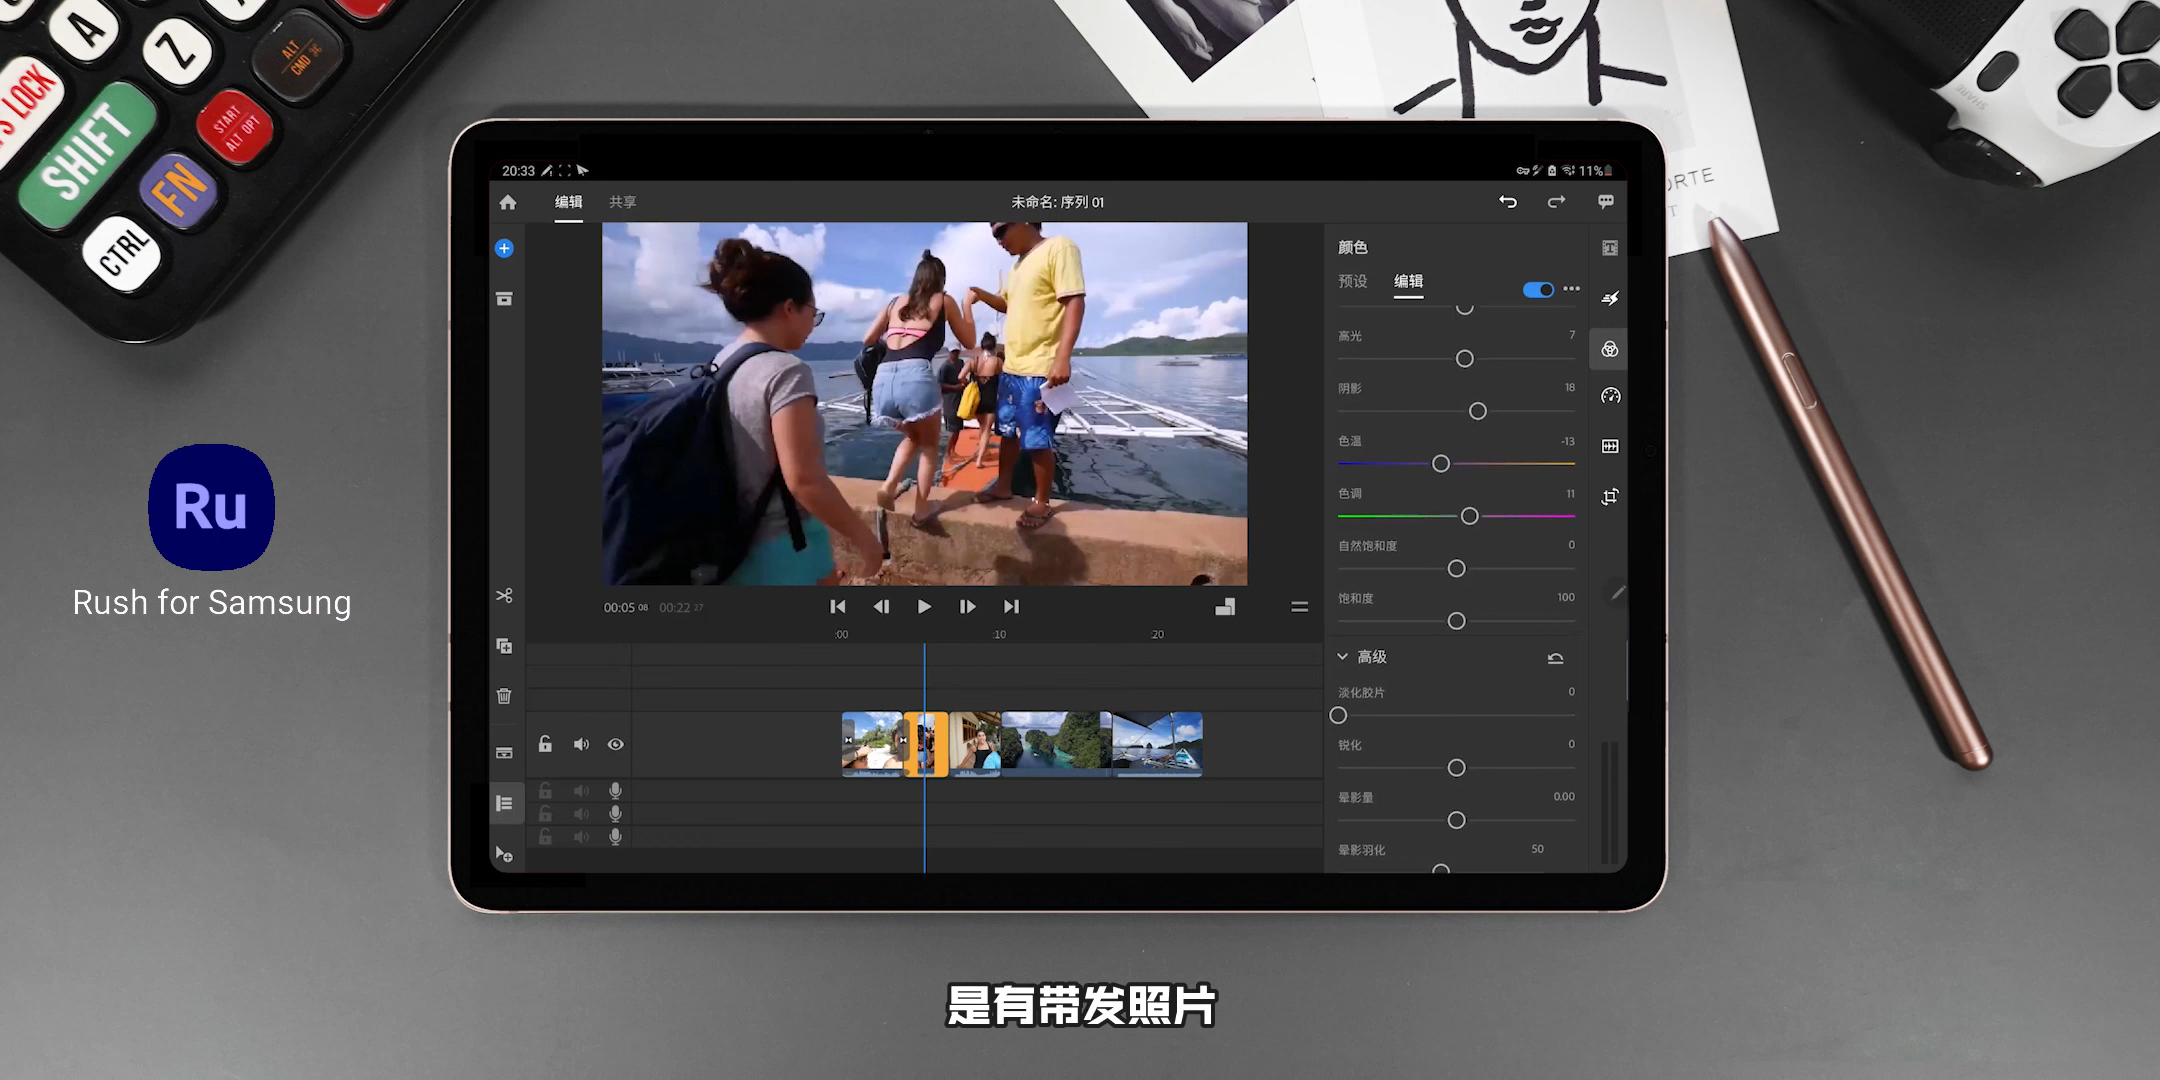 A
Z
ALT
CMD ⌘
S LOCK
SHIFT
START
ALT OPT
FN
CTRL
SHARE
ORTE
T
Ru
Rush for Samsung
20:33
11%
编辑
共享
未命名: 序列 01
颜色
预设
编辑
高光 7
阴影 18
色温 -13
色调 11
自然饱和度 0
饱和度 100
高级
淡化胶片 0
锐化 0
晕影量 0.00
晕影羽化 50
00:05 08
00:22 27
:00
:10
:20
是有带发照片